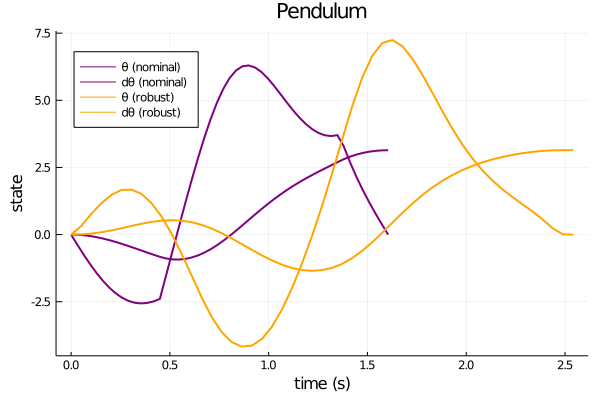 Pendulum
7.5
5.0
2.5
0.0
-2.5
state
θ (nominal)
dθ (nominal)
θ (robust)
dθ (robust)
0.0 0.5 1.0 1.5 2.0 2.5
time (s)